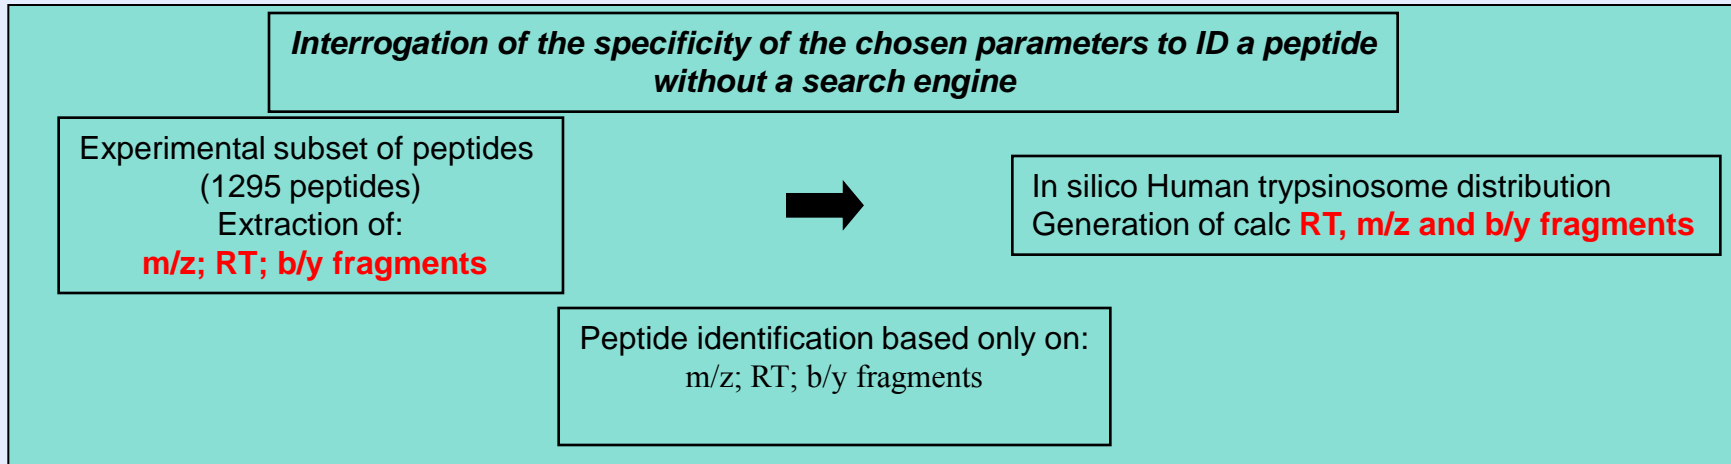 Interrogation of the specificity of the chosen parameters to ID a peptide
without a search engine
Experimental subset of peptides
(1295 peptides)
Extraction of:
m/z; RT; b/y fragments
In silico Human trypsinosome distribution
Generation of calc RT, m/z and b/y fragments
Peptide identification based only on:
m/z; RT; b/y fragments